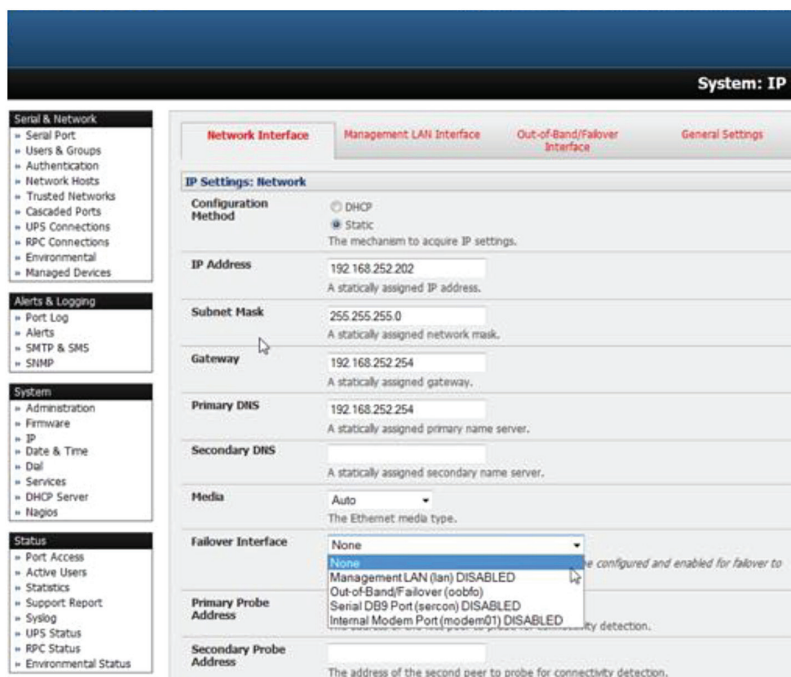 System: IP
Serial & Network
» Serial Port
» Users & Groups
» Authentication
» Network Hosts
» Trusted Networks
» Cascaded Ports
» UPS Connections
» RPC Connections
» Environmental
» Managed Devices
Alerts & Logging
» Port Log
» Alerts
» SMTP & SMS
» SNMP
System
» Administration
» Firmware
» IP
» Date & Time
» Dial
» Services
» DHCP Server
» Nagios
Status
» Port Access
» Active Users
» Statistics
» Support Report
» Syslog
» UPS Status
» RPC Status
» Environmental Status
Network Interface
Management LAN Interface
Out-of-Band/Failover
Interface
General Settings
IP Settings: Network
Configuration
Method
DHCP
Static
The mechanism to acquire IP settings.
IP Address
192.168.252.202
A statically assigned IP address.
Subnet Mask
255.255.255.0
A statically assigned network mask.
Gateway
192.168.252.254
A statically assigned gateway.
Primary DNS
192.168.252.254
A statically assigned primary name server.
Secondary DNS
A statically assigned secondary name server.
Media
Auto
The Ethernet media type.
Failover Interface
None
None
configured and enabled for failover to
Management LAN (lan) DISABLED
Out-of-Band/Failover (oobfo)
Serial DB9 Port (sercon) DISABLED
Internal Modem Port (modem01) DISABLED
Primary Probe
Address
detection.
Secondary Probe
Address
The address of the second peer to probe for connectivity detection.